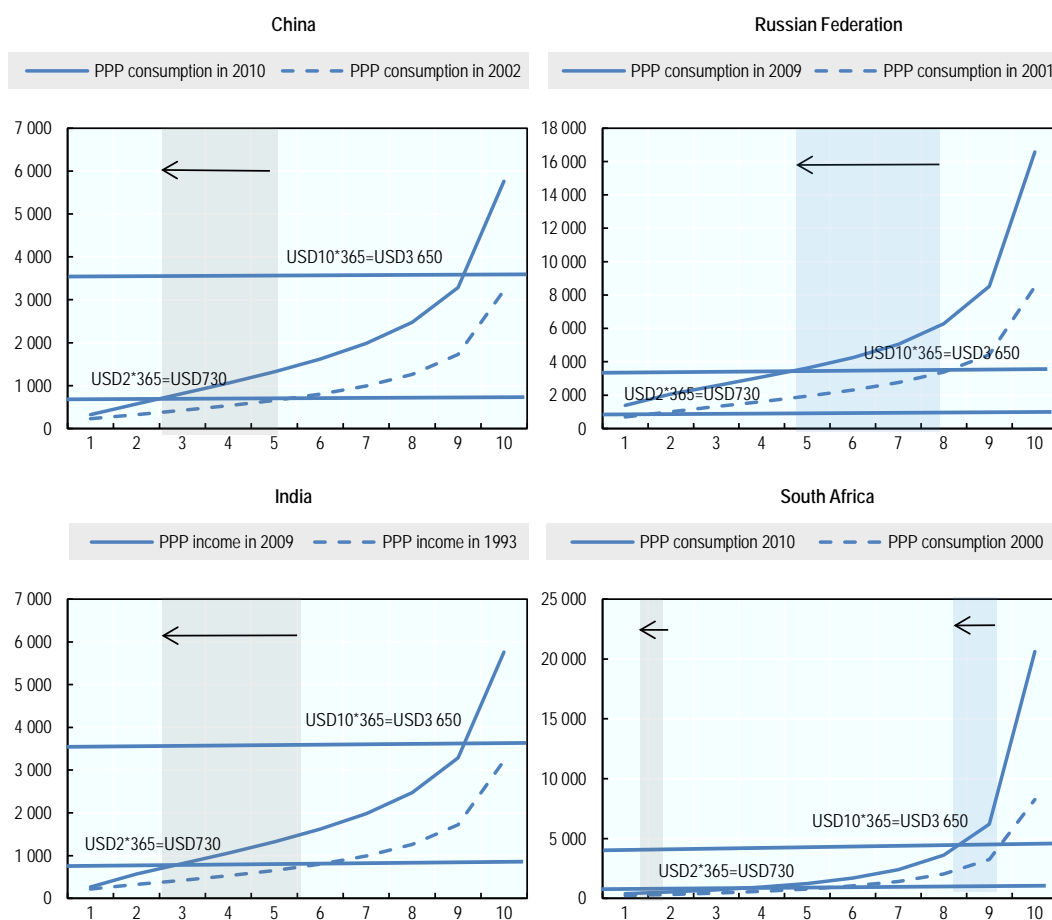 China
PPP consumption in 2010 PPP consumption in 2002
7 000
6 000
5 000
4 000
3 000
2 000
1 000
0
USD10*365=USD3 650
USD2*365=USD730
1 2 3 4 5 6 7 8 9 10
Russian Federation
PPP consumption in 2009 PPP consumption in 2001
18 000
16 000
14 000
12 000
10 000
8 000
6 000
4 000
2 000
0
USD10*365=USD3 650
USD2*365=USD730
1 2 3 4 5 6 7 8 9 10
India
PPP income in 2009 PPP income in 1993
7 000
6 000
5 000
4 000
3 000
2 000
1 000
0
USD10*365=USD3 650
USD2*365=USD730
1 2 3 4 5 6 7 8 9 10
South Africa
PPP consumption 2010 PPP consumption 2000
25 000
20 000
15 000
10 000
5 000
0
USD10*365=USD3 650
USD2*365=USD730
1 2 3 4 5 6 7 8 9 10